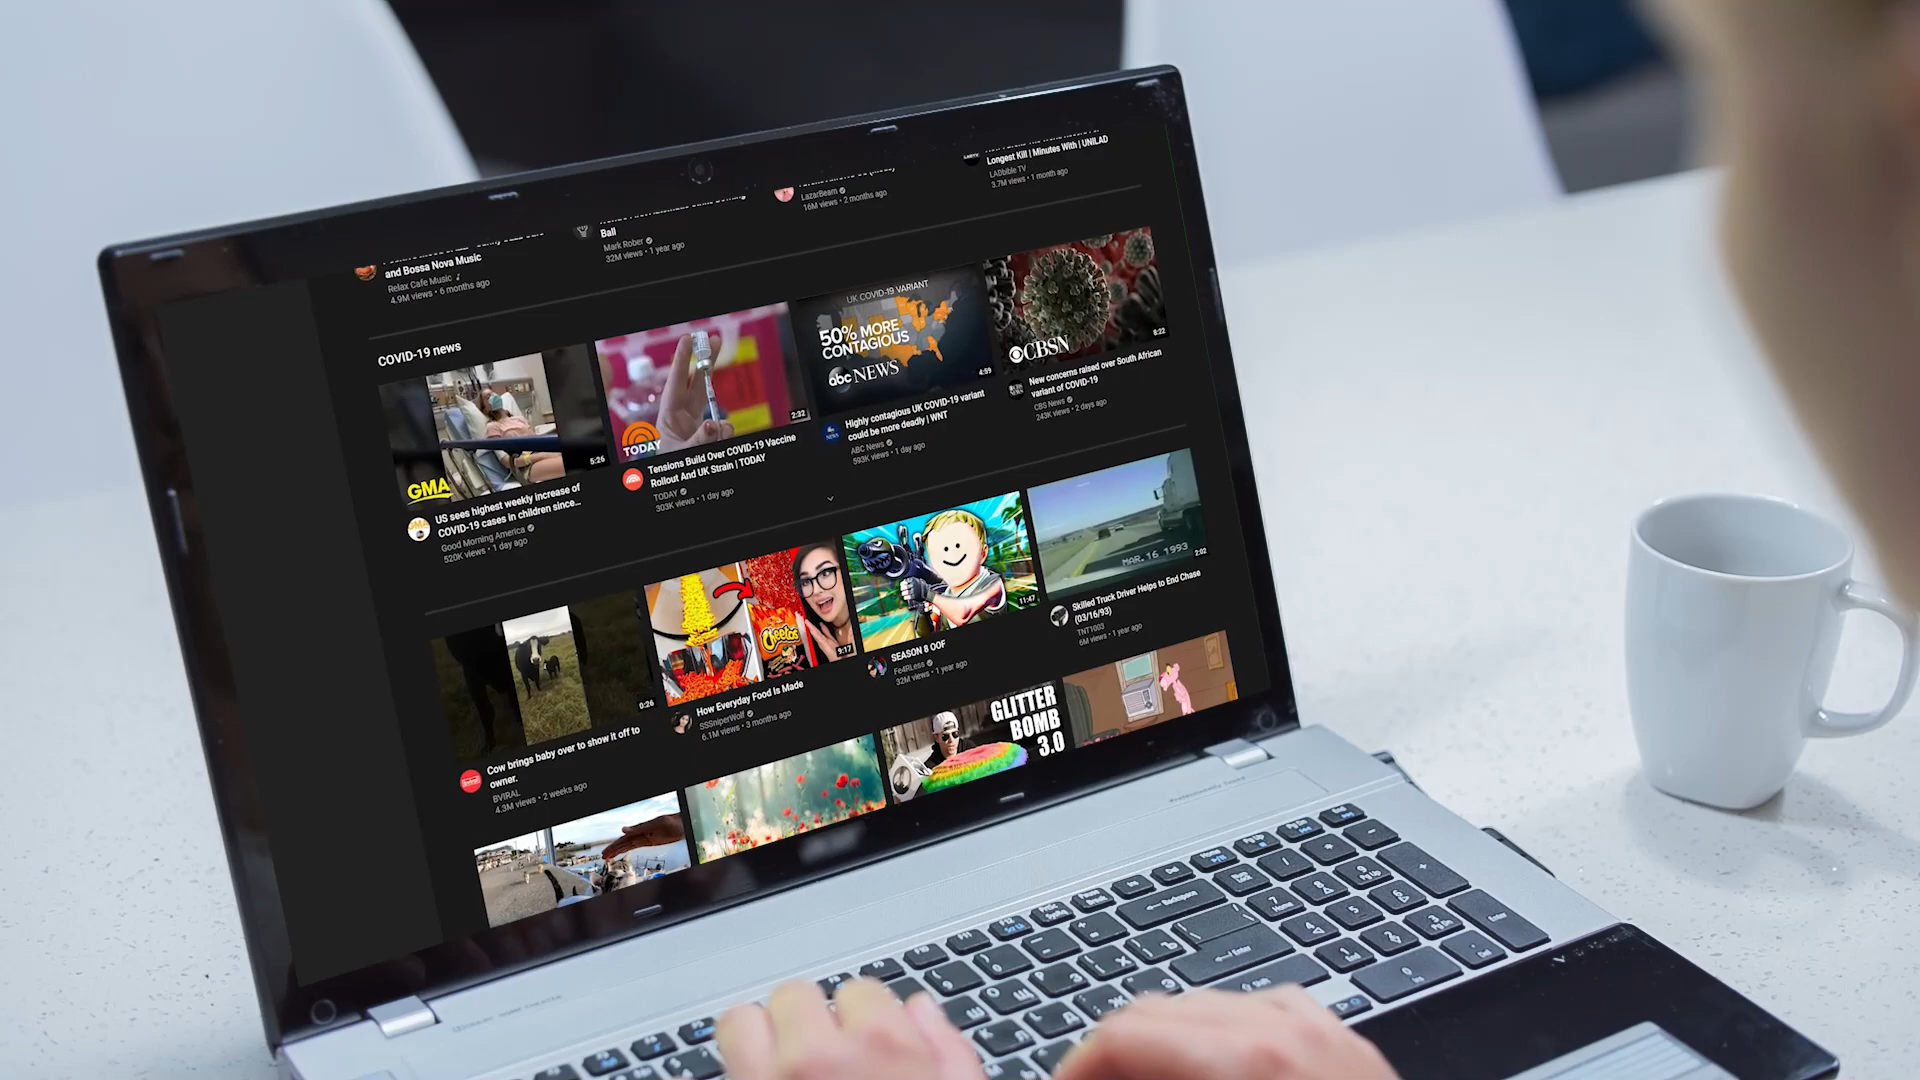 Longest Kill | Minutes With | UNILAD
LADbible TV
3.7M views • 1 month ago
LazarBeam
16M views • 2 months ago
Ball
Mark Rober
32M views • 1 year ago
and Bossa Nova Music
Relax Cafe Music
4.9M views • 6 months ago
COVID-19 news
GMA
5:26
US sees highest weekly increase of
COVID-19 cases in children since...
Good Morning America
520K views • 1 day ago
TODAY
2:32
Tensions Build Over COVID-19 Vaccine
Rollout And UK Strain | TODAY
TODAY
303K views • 1 day ago
UK COVID-19 VARIANT
50% MORE
CONTAGIOUS
abc NEWS
4:59
Highly contagious UK COVID-19 variant
could be more deadly | WNT
ABC News
593K views • 1 day ago
CBSN
8:22
New concerns raised over South African
variant of COVID-19
CBS News
243K views • 2 days ago
0:26
Cow brings baby over to show it off to
owner.
BVIRAL
4.3M views • 2 weeks ago
Cheetos
9:17
How Everyday Food Is Made
SSSniperWolf
6.1M views • 3 months ago
11:47
SEASON 8 OOF
Fe4RLess
32M views • 1 year ago
MAR.16 1993
2:02
Skilled Truck Driver Helps to End Chase
(03/16/93)
TNT1003
6M views • 1 year ago
GLITTER
BOMB
3.0
Backspace
Enter
Enter
Shift